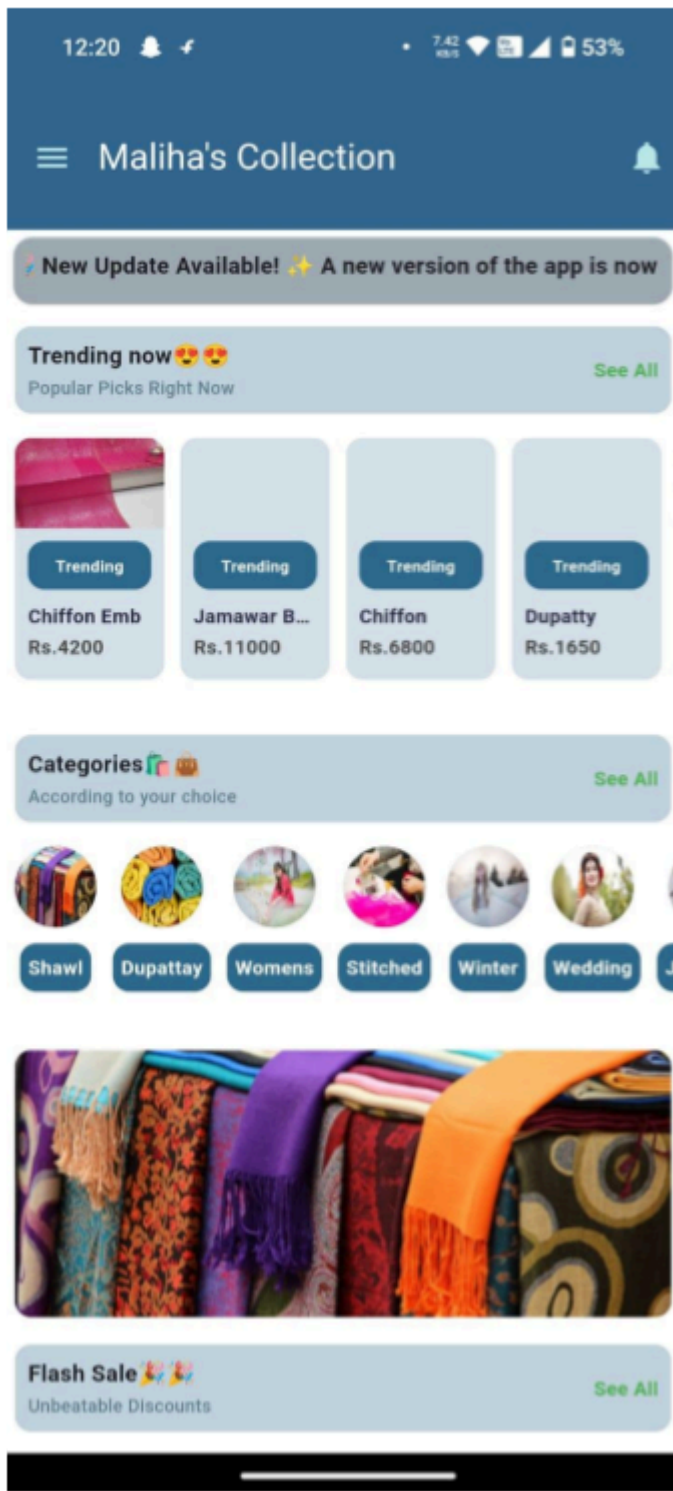 12:20 7.42 KB/S 53%
Maliha's Collection
New Update Available! ✨ A new version of the app is now
Trending now😍😍
Popular Picks Right Now
See All
Trending Trending Trending Trending
Chiffon Emb Jamawar B... Chiffon Dupatty
Rs.4200 Rs.11000 Rs.6800 Rs.1650
Categories🛍️👜
According to your choice
See All
Shawl Dupattay Womens Stitched Winter Wedding
Flash Sale🎉🎉
Unbeatable Discounts
See All